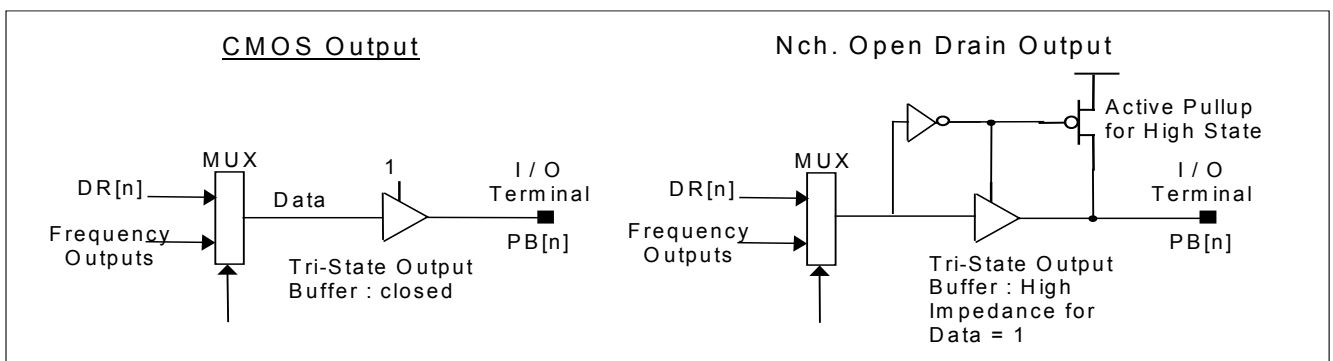 CMOS Output
MUX
1
I / O
Terminal
DR[n]
Data
Frequency
Outputs
PB[n]
Tri-State Output
Buffer : closed
Nch. Open Drain Output
Active Pullup
for High State
MUX
I / O
Terminal
DR[n]
Frequency
Outputs
PB[n]
Tri-State Output
Buffer : High
Impedance for
Data = 1